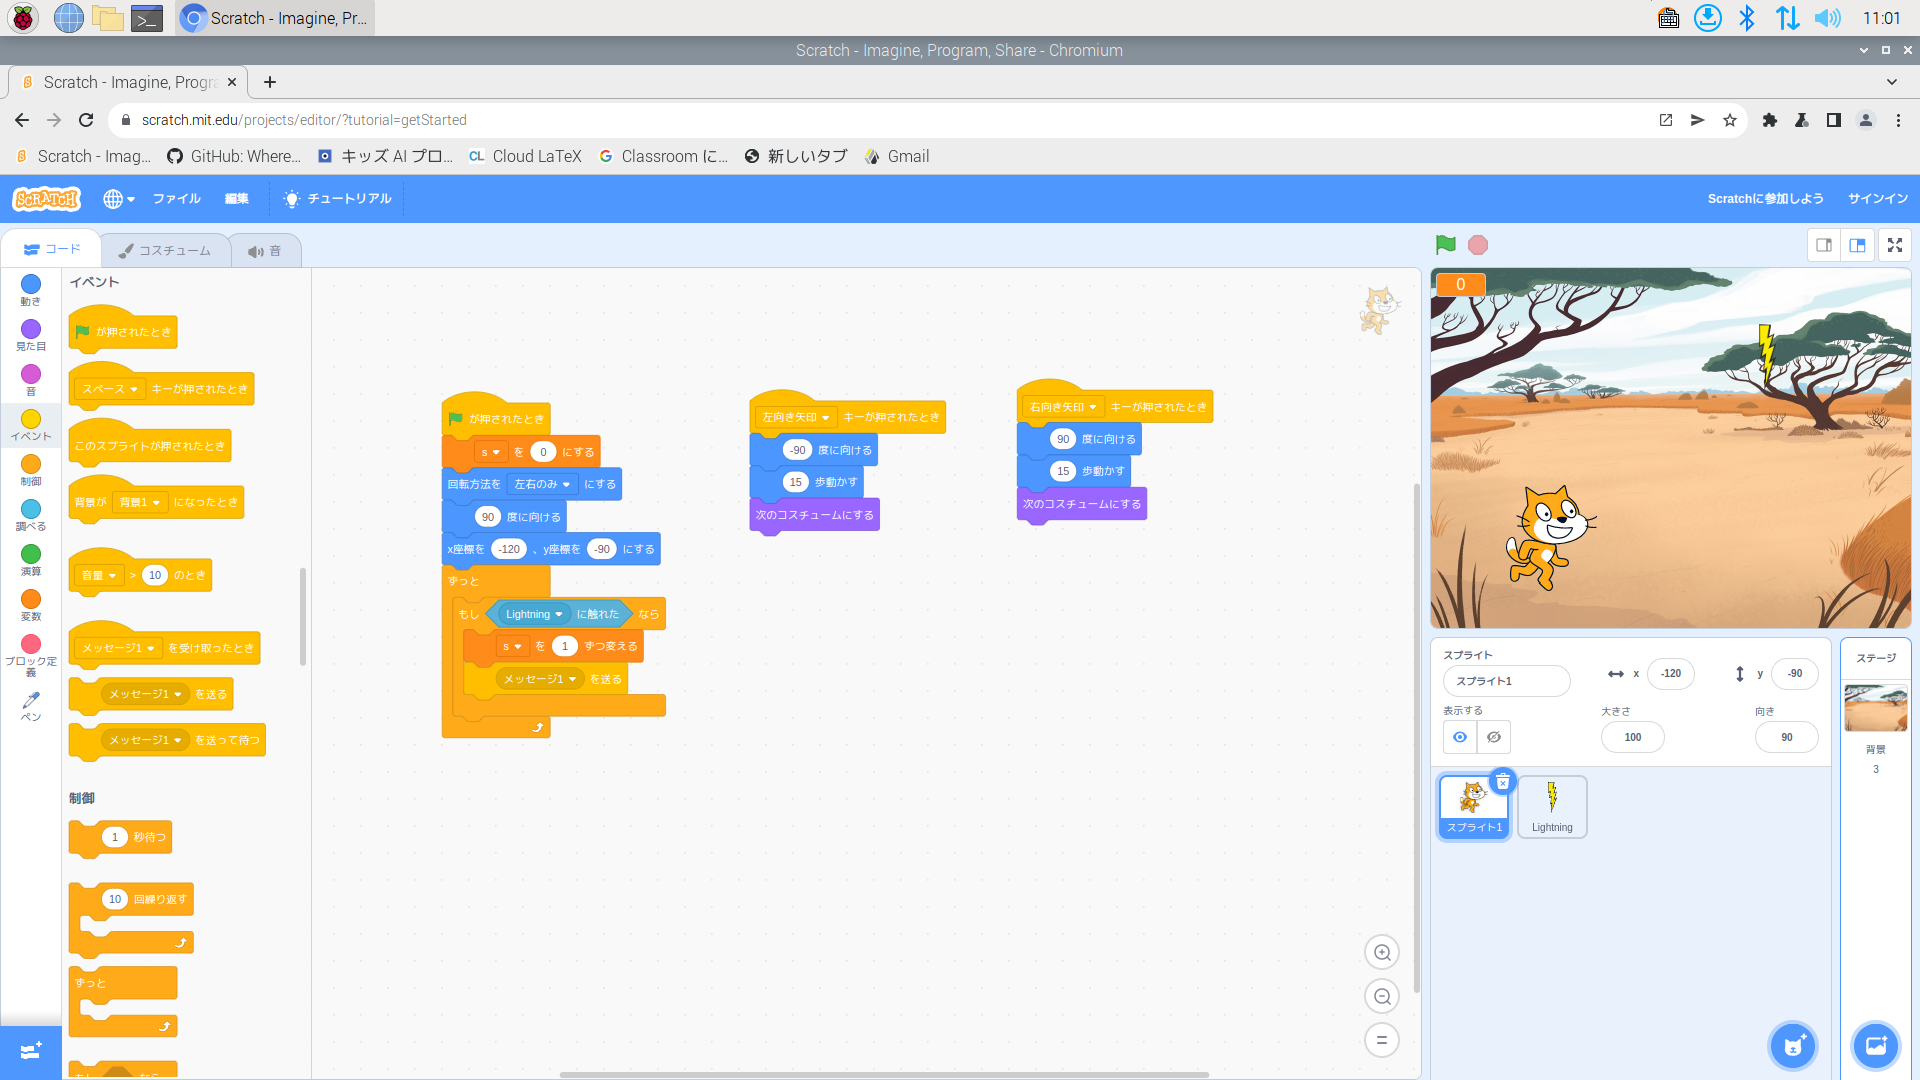 Scratch - Imagine, Pr...
11:01
Scratch - Imagine, Program, Share - Chromium
Scratch - Imagine, Progra
scratch.mit.edu/projects/editor/?tutorial=getStarted
Scratch - Imag...
GitHub: Where...
キッズ AI プロ...
CL Cloud LaTeX
Classroom に...
新しいタブ
Gmail
SCRATCH
ファイル
編集
チュートリアル
Scratchに参加しよう
サインイン
コード
コスチューム
音
動き
見た目
音
イベント
制御
調べる
演算
変数
ブロック定義
ペン
イベント
が押されたとき
スペース キーが押されたとき
このスプライトが押されたとき
背景が 背景1 になったとき
音量 > 10 のとき
メッセージ1 を受け取ったとき
メッセージ1 を送る
メッセージ1 を送って待つ
制御
1 秒待つ
10 回繰り返す
ずっと
もし なら
が押されたとき
s を 0 にする
回転方法を 左右のみ にする
90 度に向ける
x座標を -120 、y座標を -90 にする
ずっと
もし Lightning に触れた なら
s を 1 ずつ変える
メッセージ1 を送る
左向き矢印 キーが押されたとき
-90 度に向ける
15 歩動かす
次のコスチュームにする
右向き矢印 キーが押されたとき
90 度に向ける
15 歩動かす
次のコスチュームにする
0
スプライト
スプライト1
x -120
y -90
表示する
大きさ
100
向き
90
スプライト1
Lightning
ステージ
背景
3